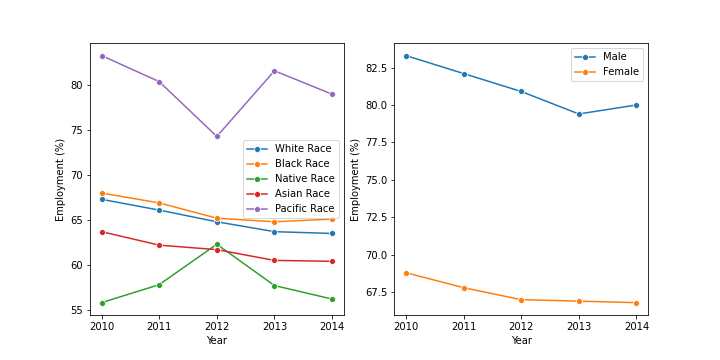 80
75
70
65
60
55
Employment (%)
2010 2011 2012 2013 2014
Year
White Race
Black Race
Native Race
Asian Race
Pacific Race
82.5
80.0
77.5
75.0
72.5
70.0
67.5
Employment (%)
2010 2011 2012 2013 2014
Year
Male
Female